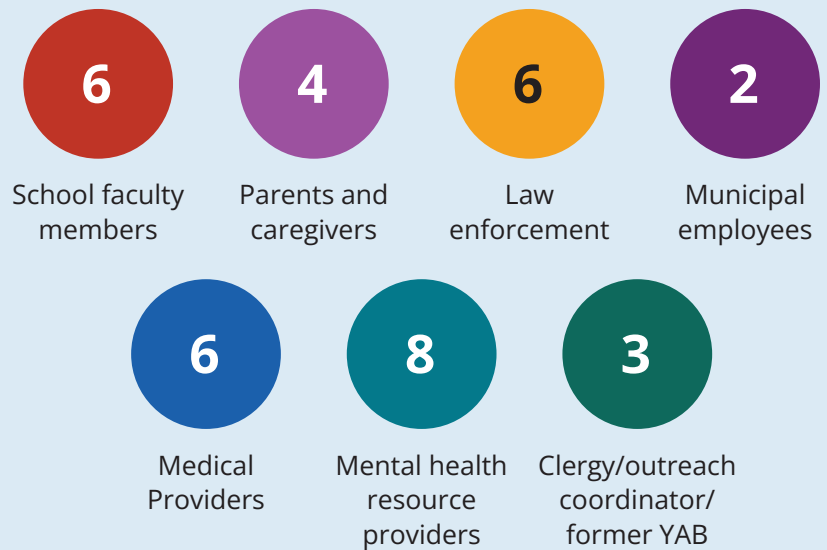 6
School faculty
members
4
Parents and
caregivers
6
Law
enforcement
2
Municipal
employees
6
Medical
Providers
8
Mental health
resource
providers
3
Clergy/outreach
coordinator/
former YAB